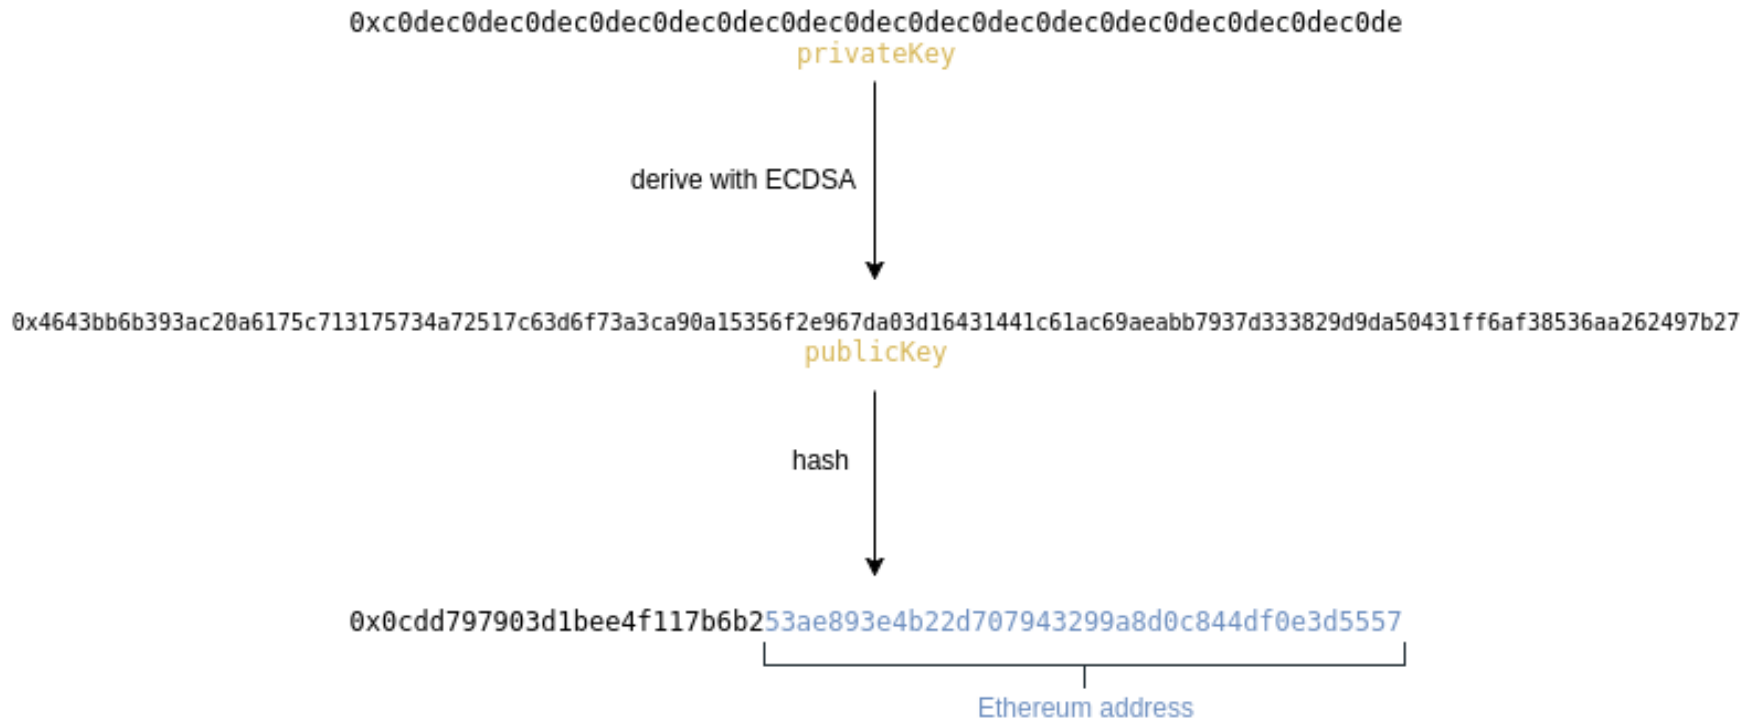 0xc0dec0dec0dec0dec0dec0dec0dec0dec0dec0dec0dec0dec0dec0dec0dec0de
privateKey
derive with ECDSA
0x4643bb6b393ac20a6175c713175734a72517c63d6f73a3ca90a15356f2e967da03d16431441c61ac69aeabb7937d333829d9da50431ff6af38536aa262497b27
publicKey
hash
0x0cdd797903d1bee4f117b6b253ae893e4b22d707943299a8d0c844df0e3d5557
Ethereum address